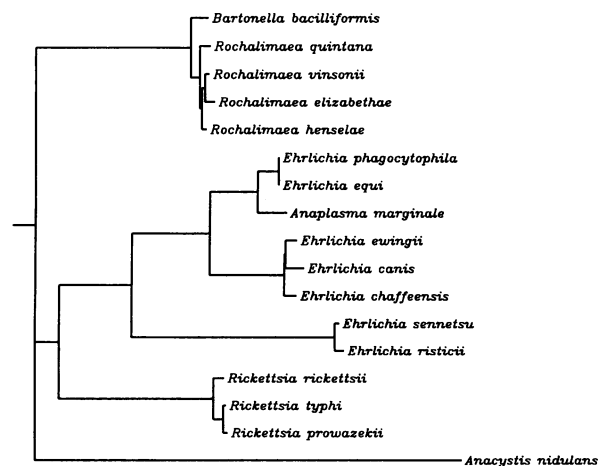 Bartonella bacilliformis
Rochalimaea quintana
Rochalimaea vinsonii
Rochalimaea elizabethae
Rochalimaea henselae
Ehrlichia phagocytophila
Ehrlichia equi
Anaplasma marginale
Ehrlichia ewingii
Ehrlichia canis
Ehrlichia chaffeensis
Ehrlichia sennetsu
Ehrlichia risticii
Rickettsia rickettsii
Rickettsia typhi
Rickettsia prowazekii
Anacystis nidulans